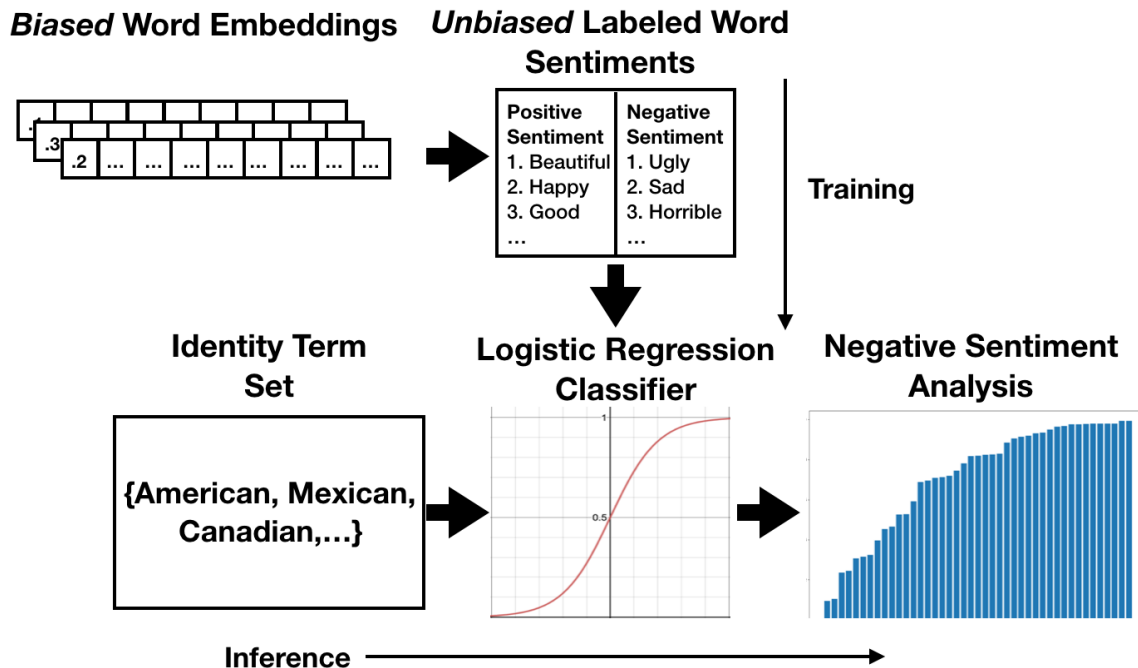 Biased Word Embeddings
Unbiased Labeled Word
Sentiments
.3
.2 ... ... ... ... ... ... ... ...
Positive
Sentiment
1. Beautiful
2. Happy
3. Good
...
Negative
Sentiment
1. Ugly
2. Sad
3. Horrible
...
Training
Identity Term
Set
{American, Mexican,
Canadian,...}
Logistic Regression
Classifier
1
0.5
Negative Sentiment
Analysis
Inference